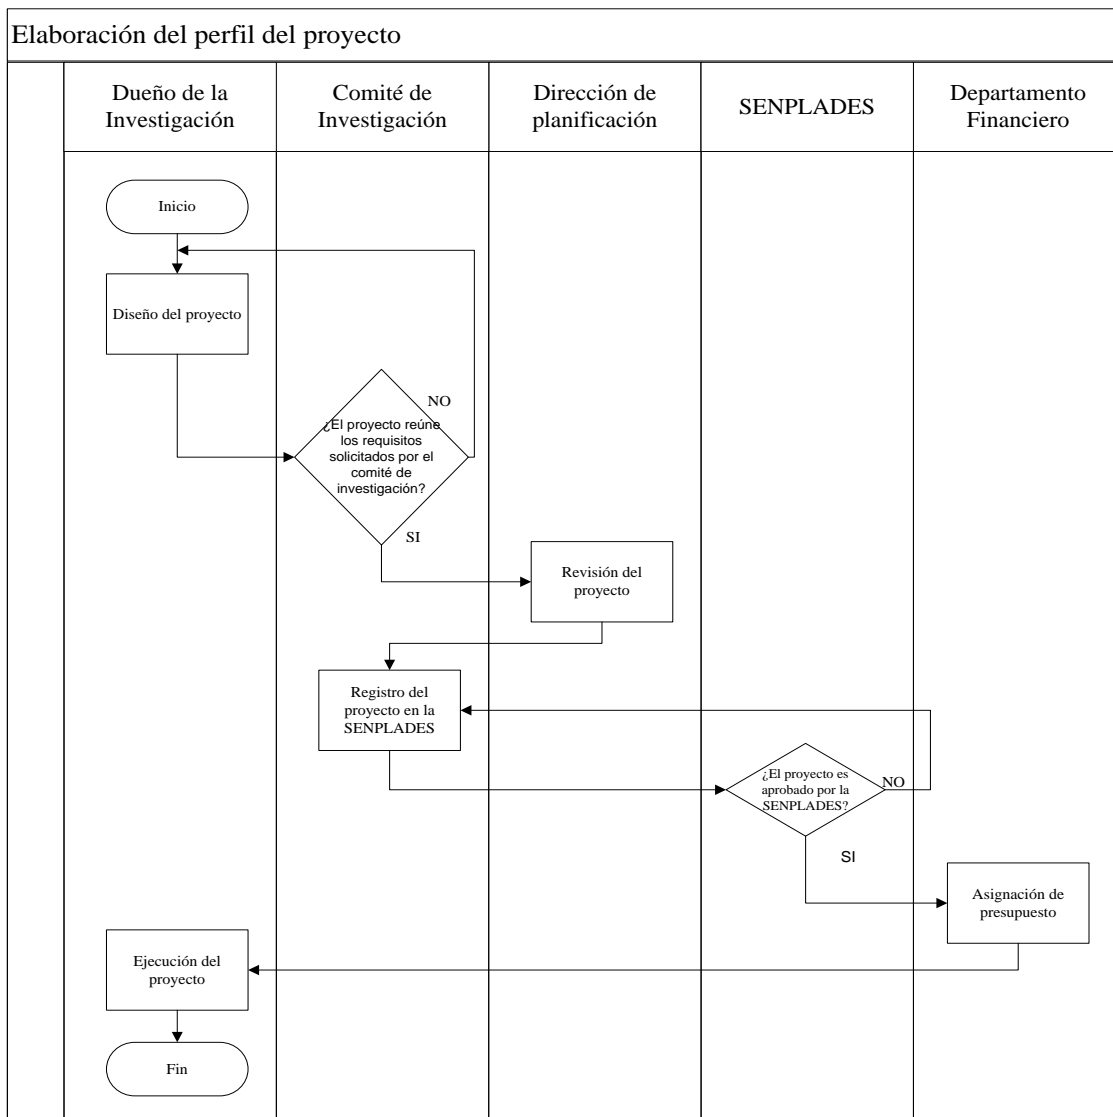 Elaboración del perfil del proyecto
Dueño de la
Investigación
Comité de
Investigación
Dirección de
planificación
SENPLADES
Departamento
Financiero
Inicio
Diseño del proyecto
NO
¿El proyecto reúne
los requisitos
solicitados por el
comité de
investigación?
SI
Revisión del
proyecto
Registro del
proyecto en la
SENPLADES
¿El proyecto es
aprobado por la
SENPLADES?
NO
SI
Asignación de
presupuesto
Ejecución del
proyecto
Fin